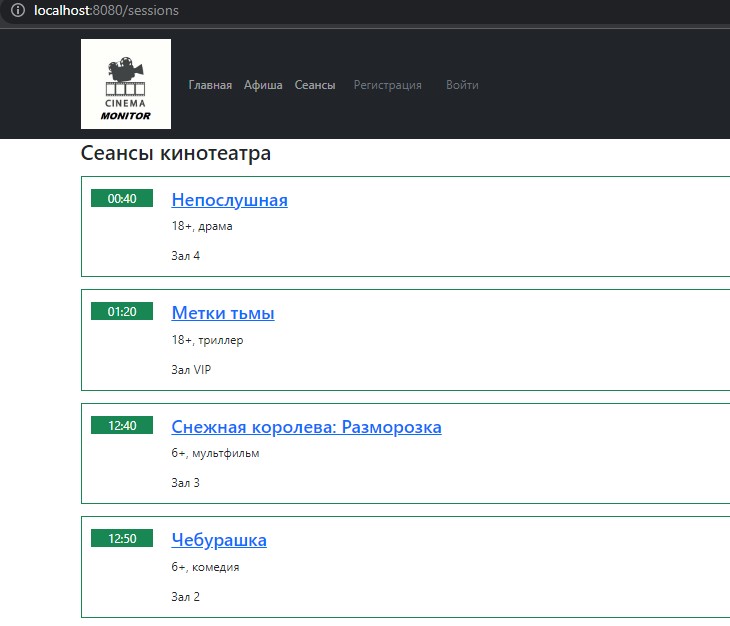 localhost:8080/sessions
CINEMA
MONITOR
Главная Афиша Сеансы Регистрация Войти
Сеансы кинотеатра
00:40 Непослушная
18+, драма
Зал 4
01:20 Метки тьмы
18+, триллер
Зал VIP
12:40 Снежная королева: Разморозка
6+, мультфильм
Зал 3
12:50 Чебурашка
6+, комедия
Зал 2